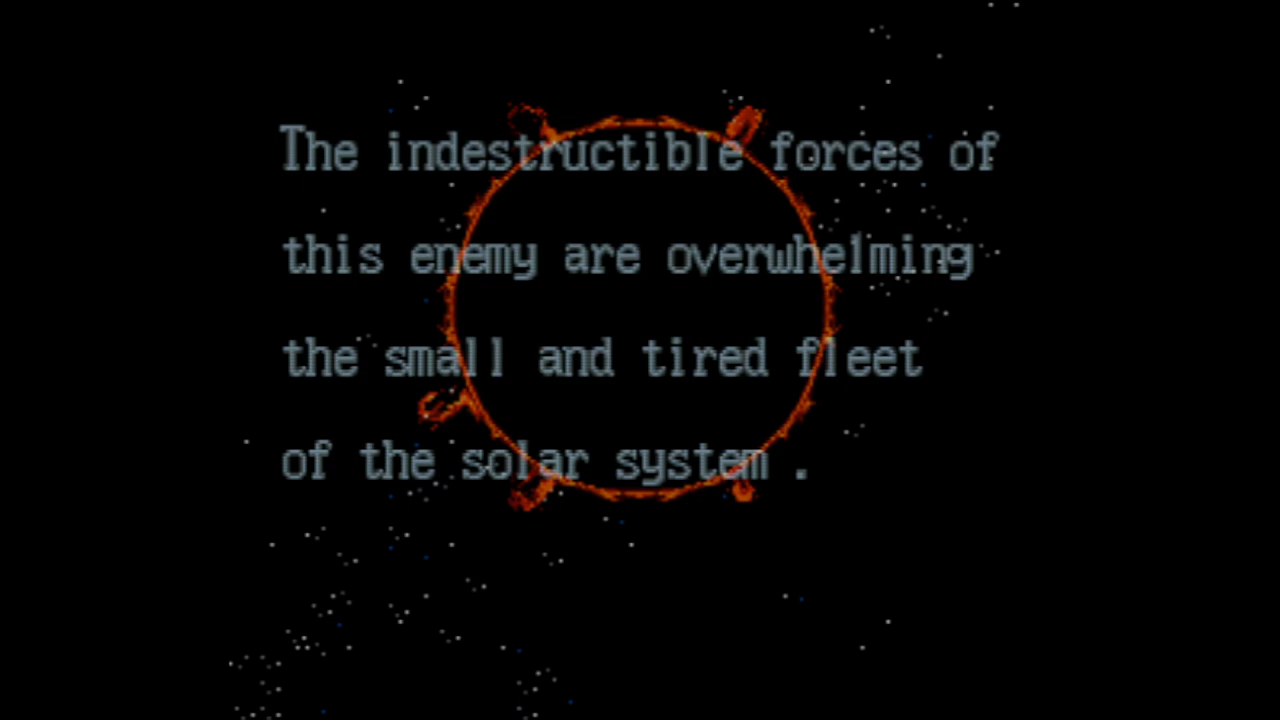 The indestructible forces of
this enemy are overwhelming
the small and tired fleet
of the solar system .